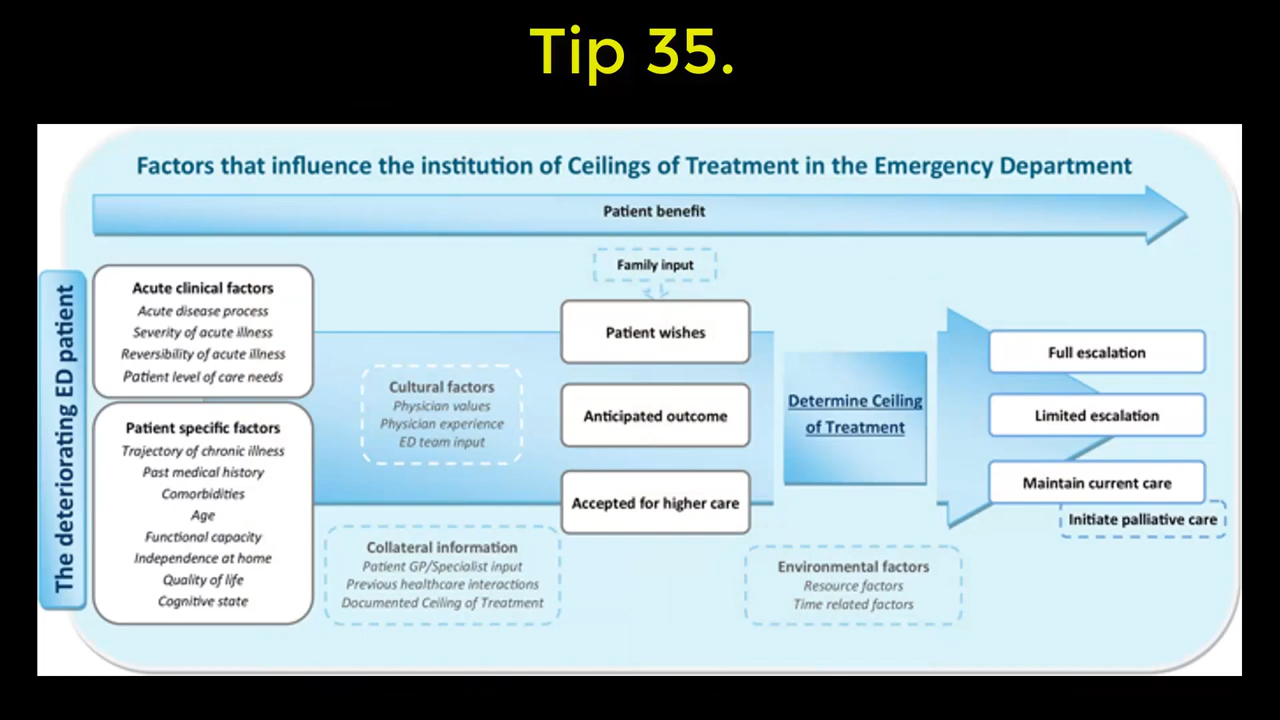 Tip 35.
Factors that influence the institution of Ceilings of Treatment in the Emergency Department
Patient benefit
The deteriorating ED patient
Acute clinical factors
Acute disease process
Severity of acute illness
Reversibility of acute illness
Patient level of care needs
Patient specific factors
Trajectory of chronic illness
Past medical history
Comorbidities
Age
Functional capacity
Independence at home
Quality of life
Cognitive state
Cultural factors
Physician values
Physician experience
ED team input
Collateral information
Patient GP/Specialist input
Previous healthcare interactions
Documented Ceiling of Treatment
Family input
Patient wishes
Anticipated outcome
Accepted for higher care
Determine Ceiling
of Treatment
Environmental factors
Resource factors
Time related factors
Full escalation
Limited escalation
Maintain current care
Initiate palliative care